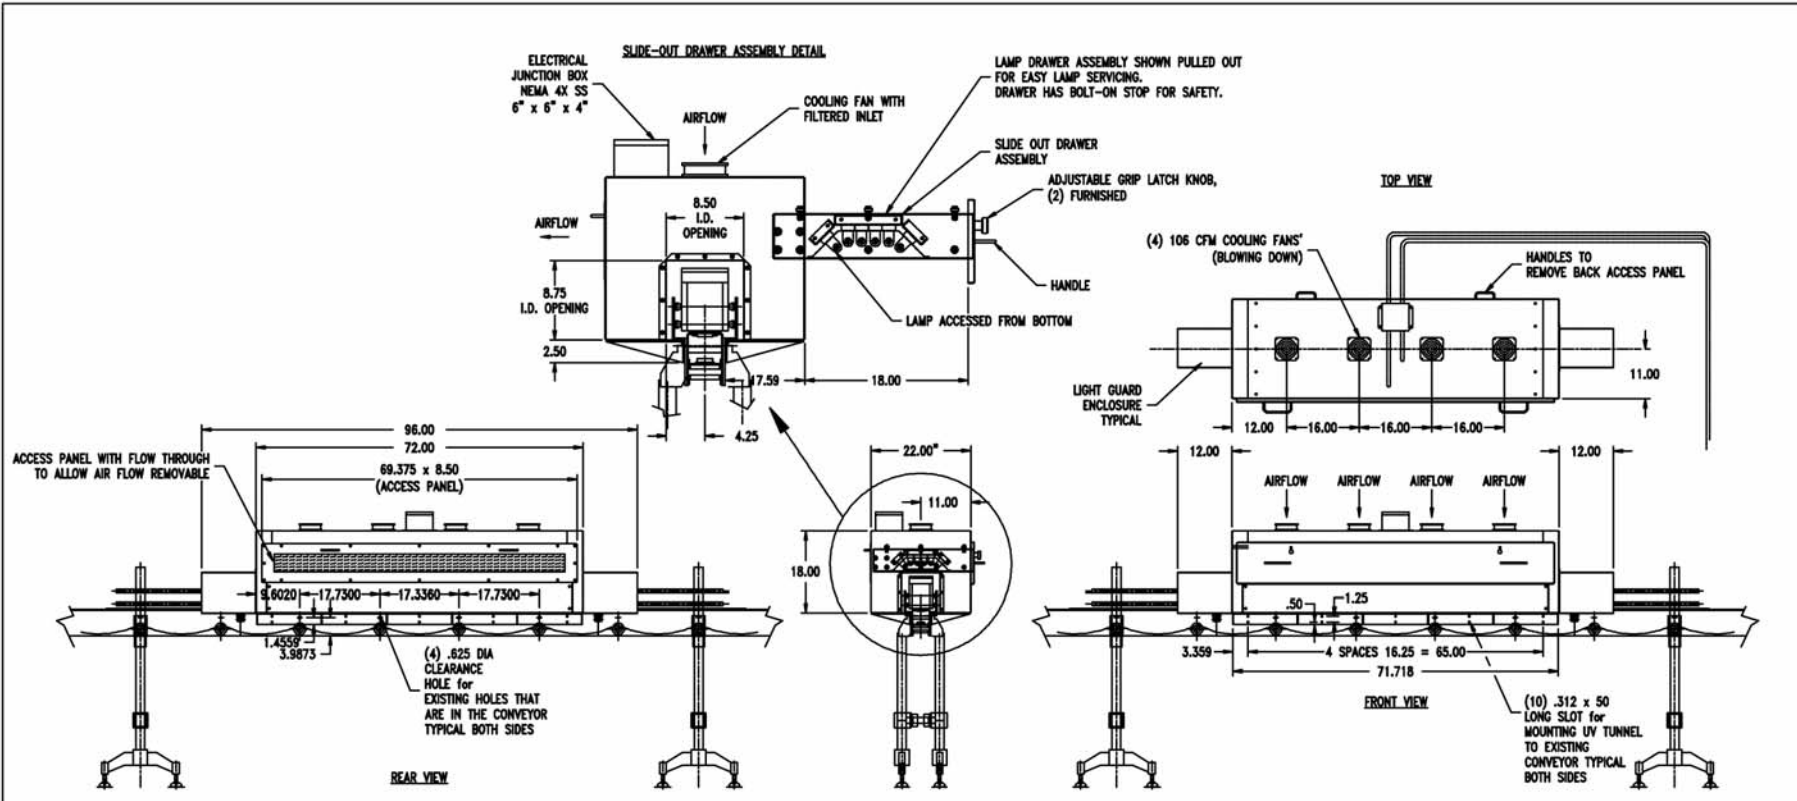 SLIDE-OUT DRAWER ASSEMBLY DETAIL
ELECTRICAL
JUNCTION BOX
NEMA 4X SS
6" x 6" x 4"
AIRFLOW
COOLING FAN WITH
FILTERED INLET
LAMP DRAWER ASSEMBLY SHOWN PULLED OUT
FOR EASY LAMP SERVICING.
DRAWER HAS BOLT-ON STOP FOR SAFETY.
SLIDE OUT DRAWER
ASSEMBLY
ADJUSTABLE GRIP LATCH KNOB,
(2) FURNISHED
AIRFLOW
8.50
I.D.
OPENING
8.75
I.D. OPENING
2.50
HANDLE
LAMP ACCESSED FROM BOTTOM
17.59
18.00
4.25
TOP VIEW
(4) 106 CFM COOLING FANS'
(BLOWING DOWN)
HANDLES TO
REMOVE BACK ACCESS PANEL
LIGHT GUARD
ENCLOSURE
TYPICAL
11.00
12.00
16.00
16.00
16.00
96.00
72.00
69.375 x 8.50
(ACCESS PANEL)
ACCESS PANEL WITH FLOW THROUGH
TO ALLOW AIR FLOW REMOVABLE
9.6020
17.7300
17.3360
17.7300
1.4559
3.9873
(4) .625 DIA
CLEARANCE
HOLE for
EXISTING HOLES THAT
ARE IN THE CONVEYOR
TYPICAL BOTH SIDES
REAR VIEW
22.00"
11.00
18.00
12.00
12.00
AIRFLOW
AIRFLOW
AIRFLOW
AIRFLOW
.50
1.25
3.359
4 SPACES 16.25 = 65.00
71.718
FRONT VIEW
(10) .312 x 50
LONG SLOT for
MOUNTING UV TUNNEL
TO EXISTING
CONVEYOR TYPICAL
BOTH SIDES